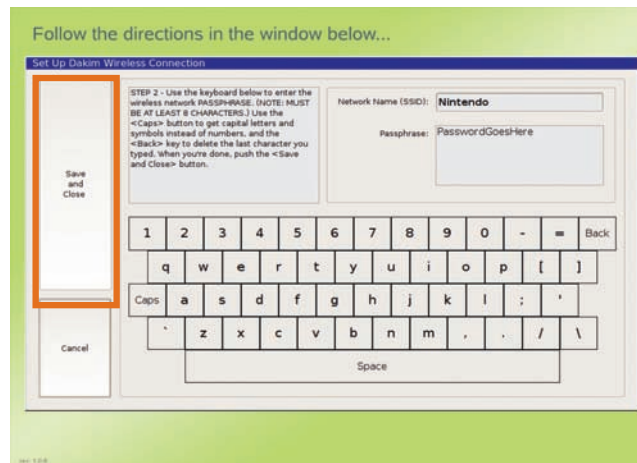 Follow the directions in the window below...
Set Up Dakim Wireless Connection
Save
and
Close
Cancel
STEP 2 - Use the keyboard below to enter the
wireless network PASSPHRASE. (NOTE: MUST
BE AT LEAST 8 CHARACTERS.) Use the
<Caps> button to get capital letters and
symbols instead of numbers, and the
<Back> key to delete the last character you
typed. When you're done, push the <Save
and Close> button.
Network Name (SSID): Nintendo
Passphrase: PasswordGoesHere
1 2 3 4 5 6 7 8 9 0 - = Back
q w e r t y u i o p [ ]
Caps a s d f g h j k l ; '
` z x c v b n m , . / \
Space